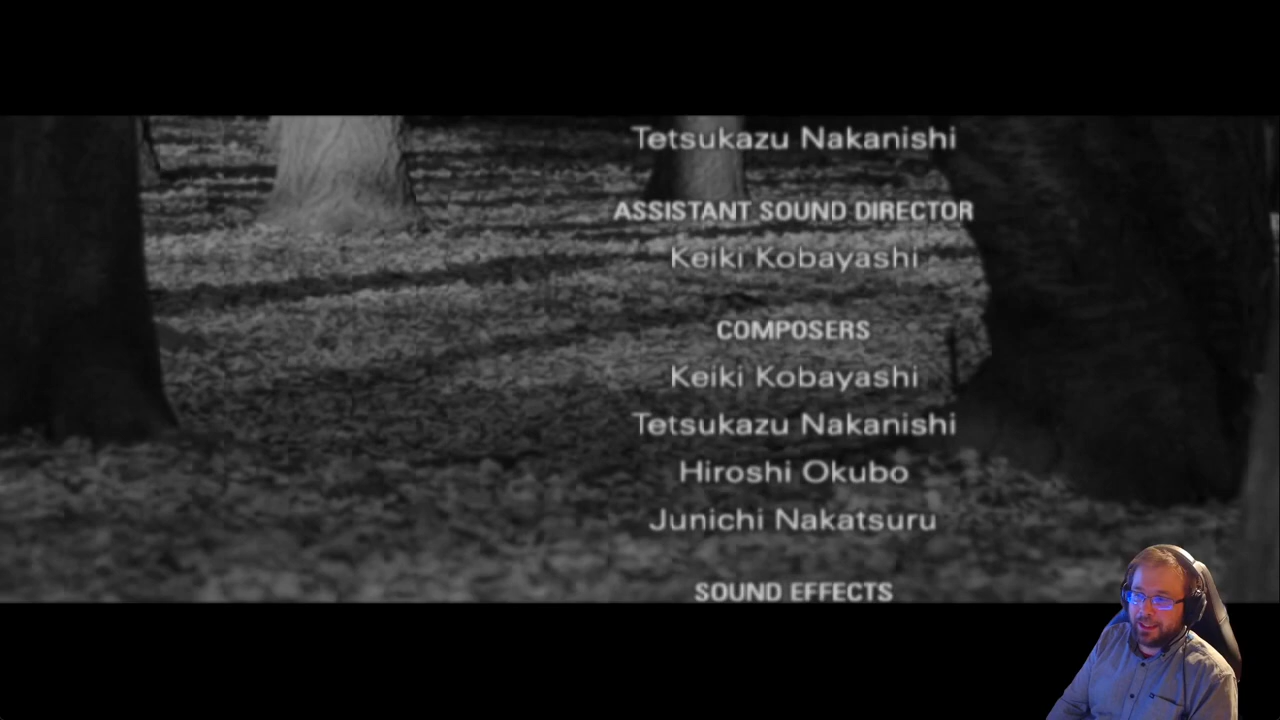 Tetsukazu Nakanishi
ASSISTANT SOUND DIRECTOR
Keiki Kobayashi
COMPOSERS
Keiki Kobayashi
Tetsukazu Nakanishi
Hiroshi Okubo
Junichi Nakatsuru
SOUND EFFECTS